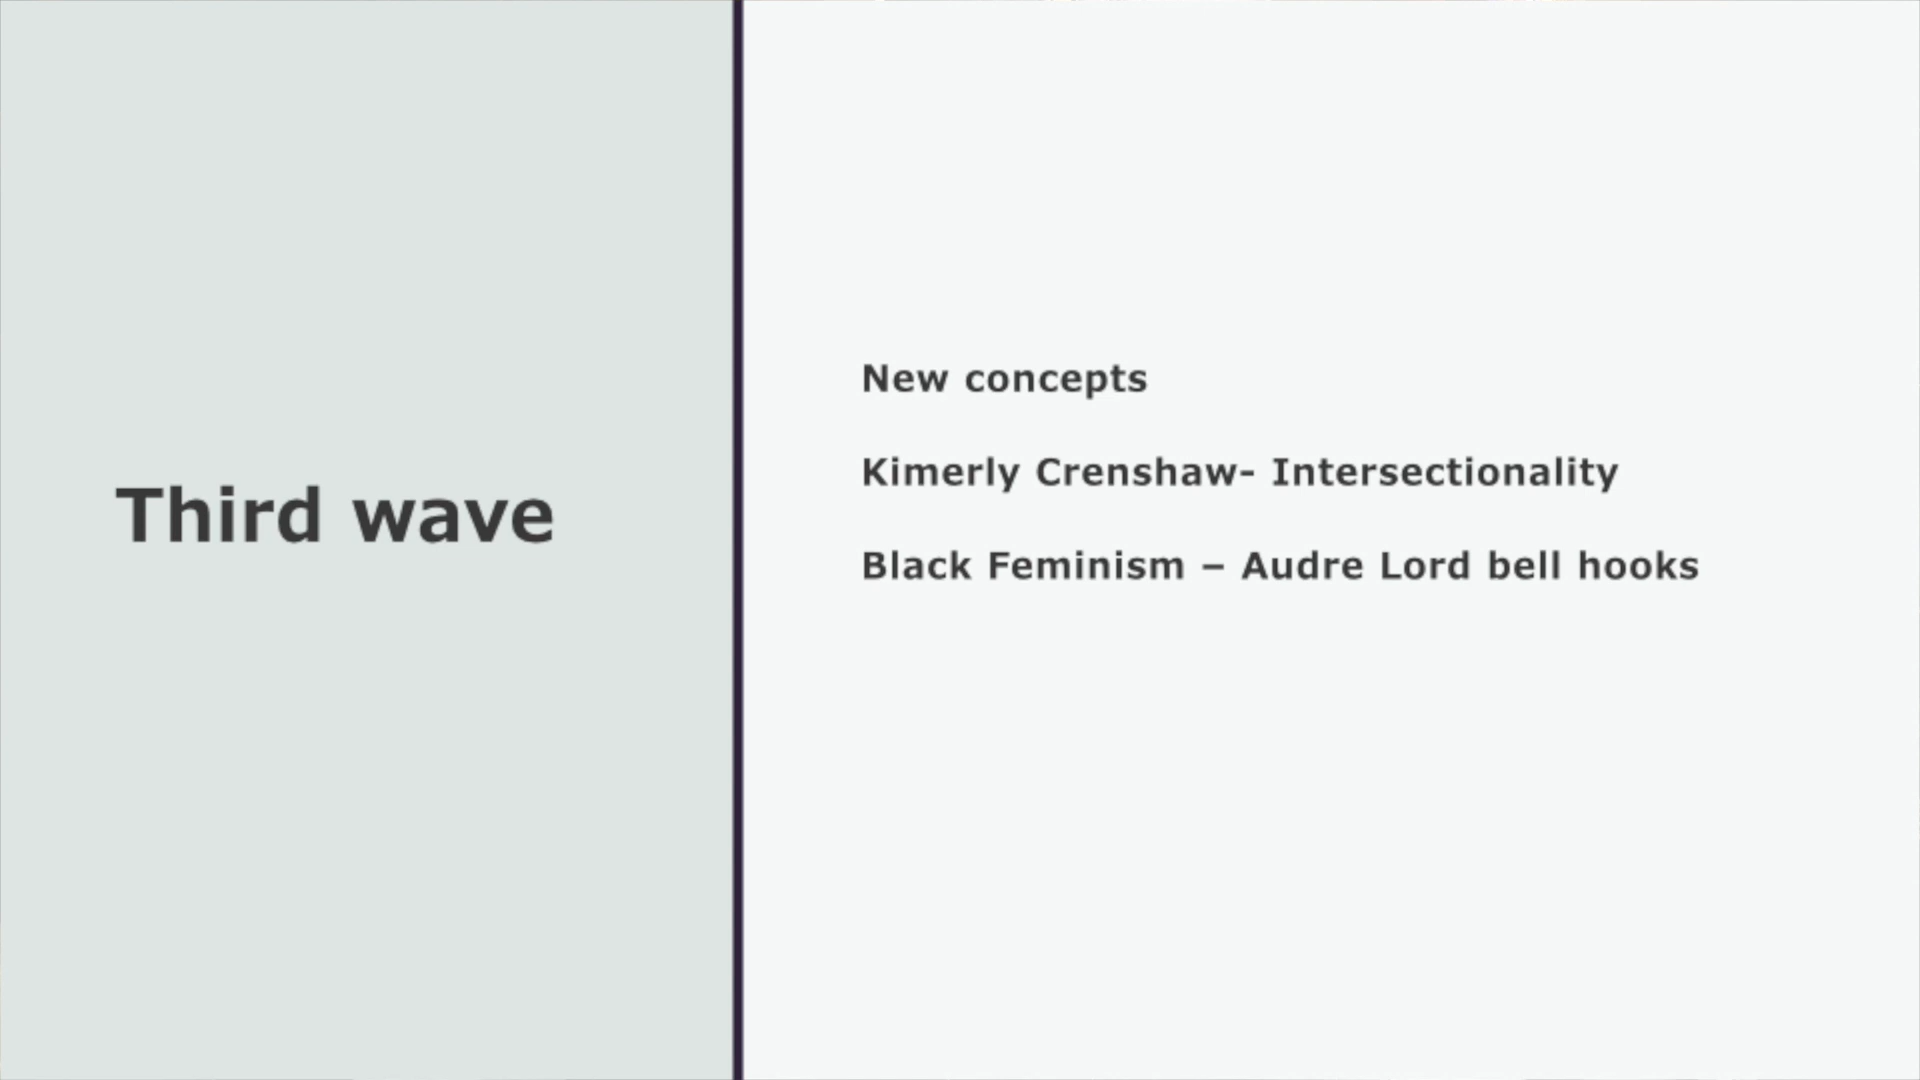 Third wave
New concepts
Kimerly Crenshaw- Intersectionality
Black Feminism – Audre Lord bell hooks